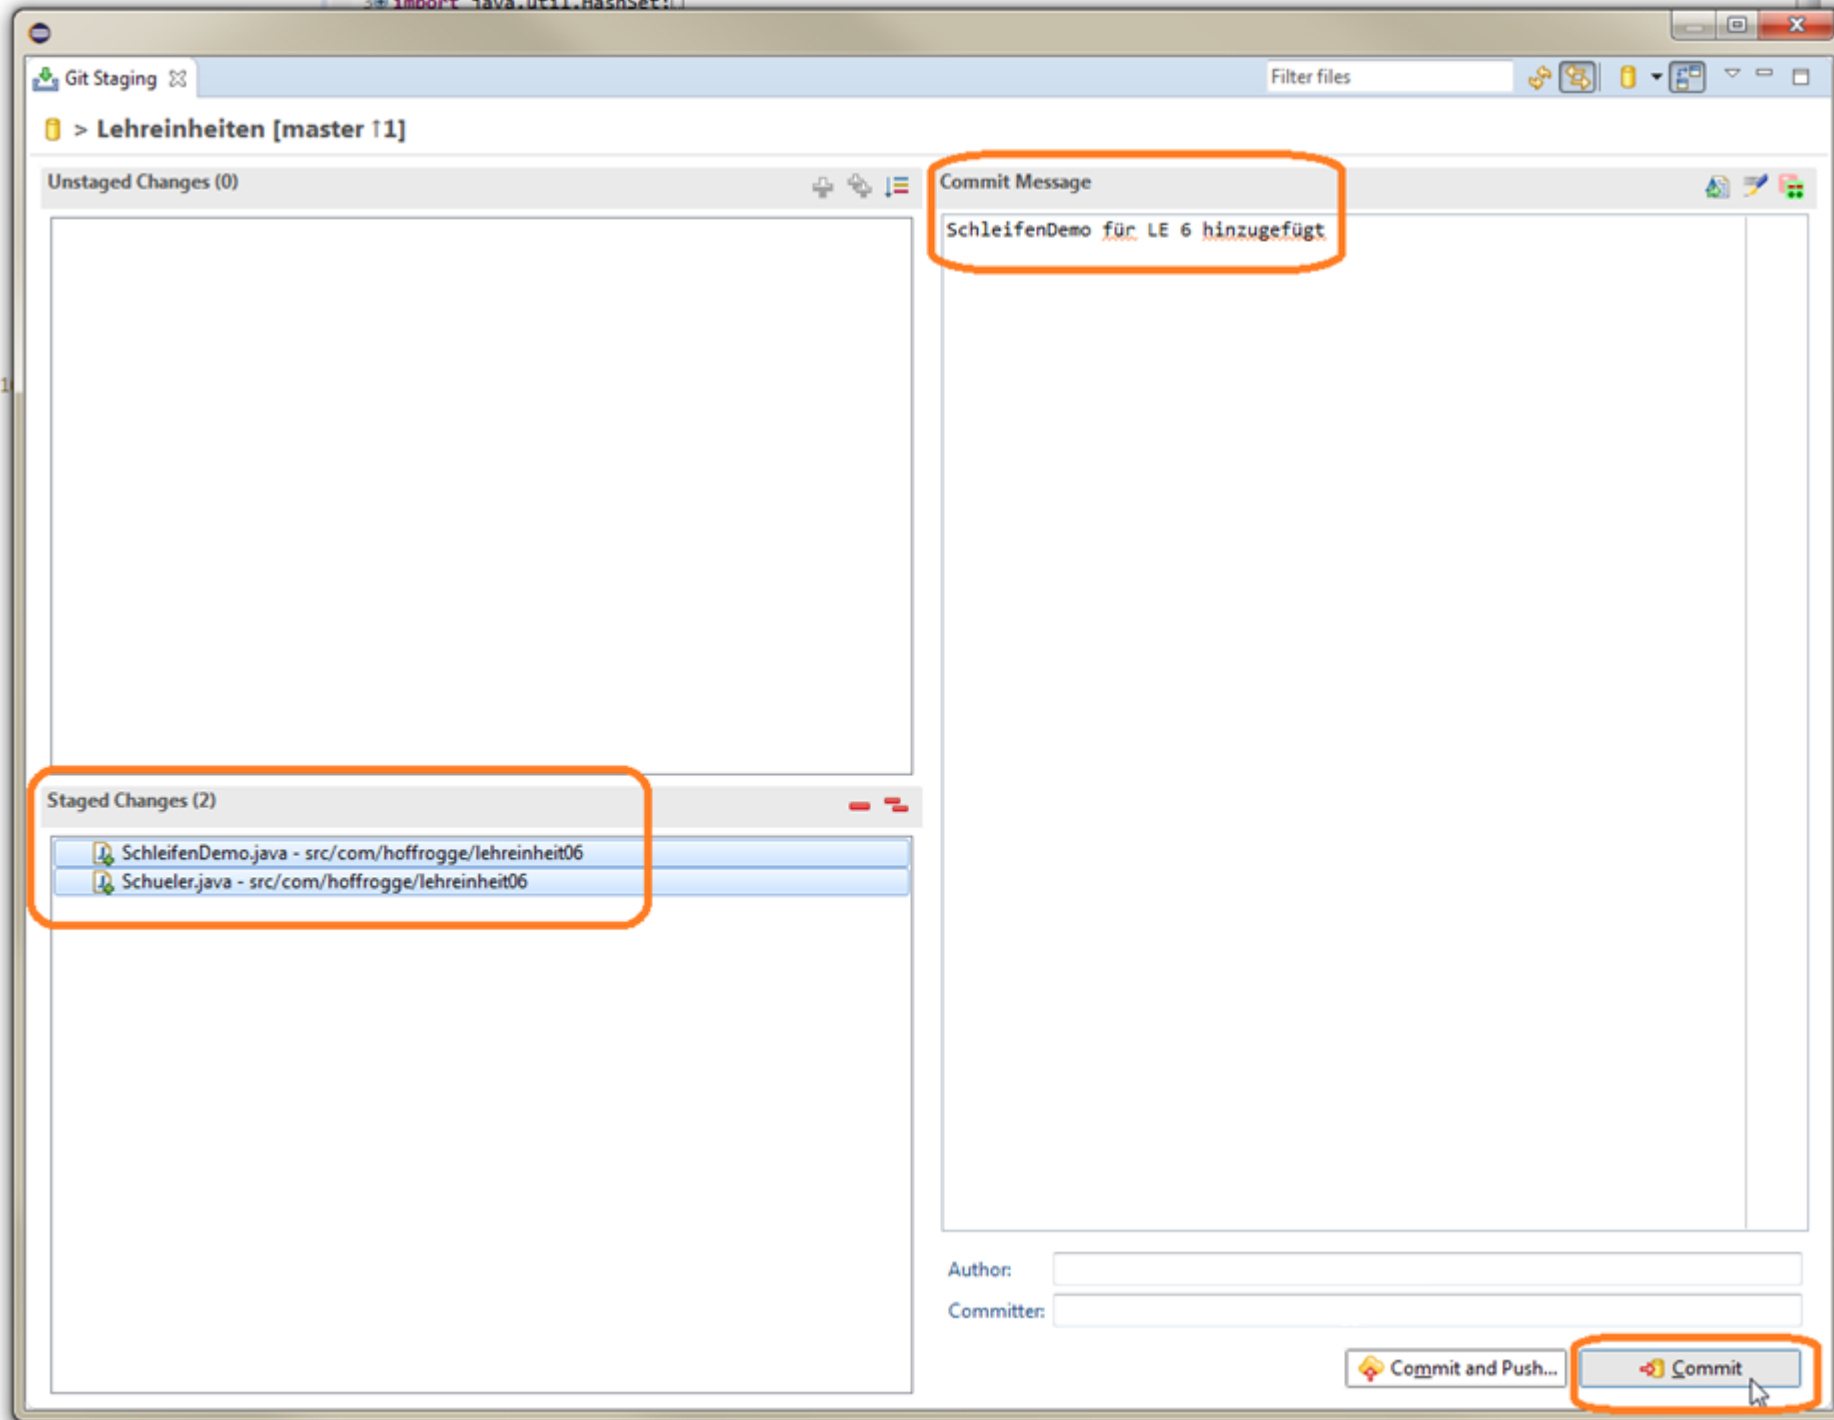 import java.util.HashSet;
Git Staging
Filter files
> Lehreinheiten [master ↑1]
Unstaged Changes (0)
Commit Message
SchleifenDemo für LE 6 hinzugefügt
Staged Changes (2)
SchleifenDemo.java - src/com/hoffrogge/lehreinheit06
Schueler.java - src/com/hoffrogge/lehreinheit06
Author:
Committer:
Commit and Push...
Commit